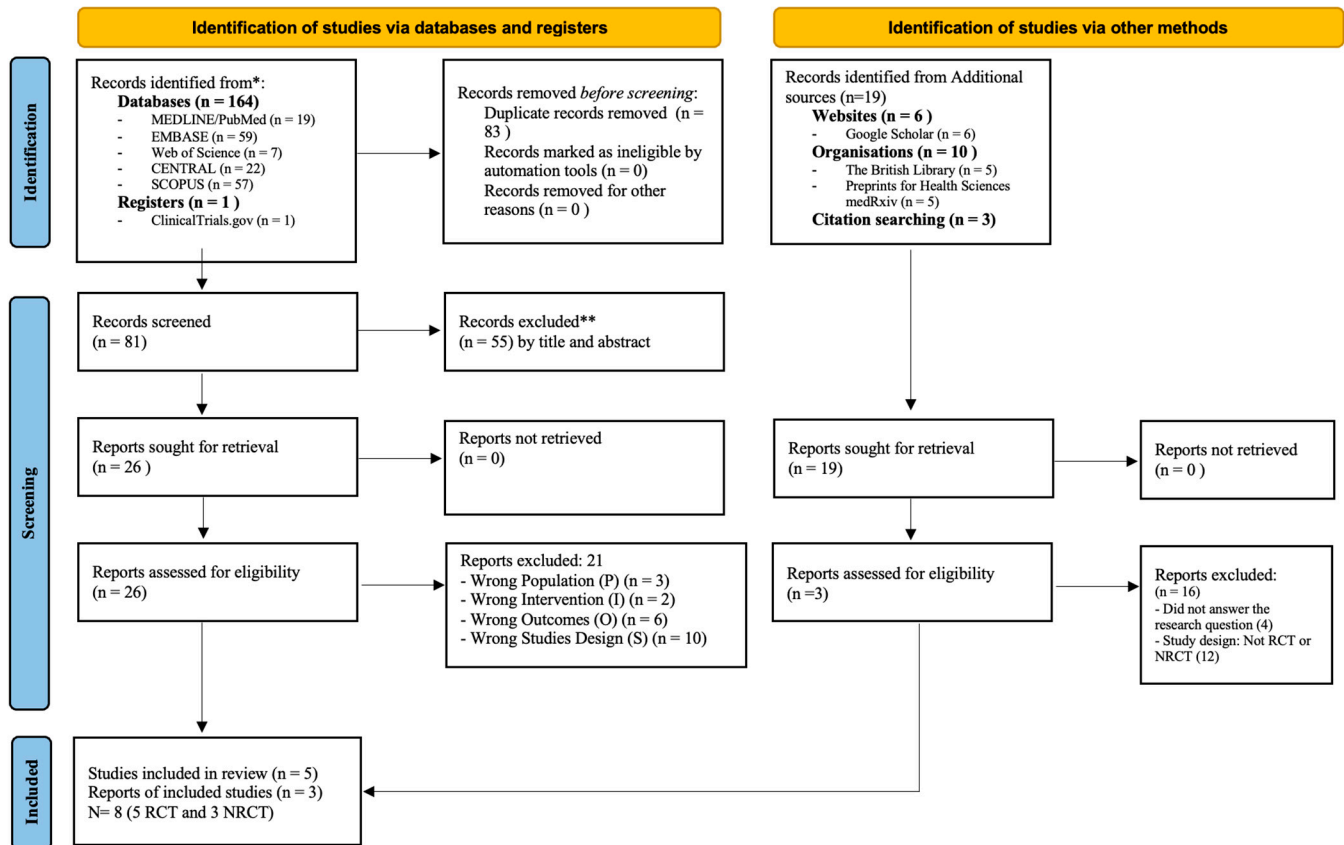 Identification of studies via databases and registers
Identification of studies via other methods
Identification
Records identified from*:
Databases (n = 164)
- MEDLINE/PubMed (n = 19)
- EMBASE (n = 59)
- Web of Science (n = 7)
- CENTRAL (n = 22)
- SCOPUS (n = 57)
Registers (n = 1 )
- ClinicalTrials.gov (n = 1)
Records removed before screening:
Duplicate records removed (n =
83 )
Records marked as ineligible by
automation tools (n = 0)
Records removed for other
reasons (n = 0 )
Records identified from Additional
sources (n=19)
Websites (n = 6 )
- Google Scholar (n = 6)
Organisations (n = 10 )
- The British Library (n = 5)
- Preprints for Health Sciences
medRxiv (n = 5)
Citation searching (n = 3)
Screening
Records screened
(n = 81)
Records excluded**
(n = 55) by title and abstract
Reports sought for retrieval
(n = 26 )
Reports not retrieved
(n = 0)
Reports sought for retrieval
(n = 19)
Reports not retrieved
(n = 0 )
Reports assessed for eligibility
(n = 26)
Reports excluded: 21
- Wrong Population (P) (n = 3)
- Wrong Intervention (I) (n = 2)
- Wrong Outcomes (O) (n = 6)
- Wrong Studies Design (S) (n = 10)
Reports assessed for eligibility
(n =3)
Reports excluded:
(n = 16)
- Did not answer the
research question (4)
- Study design: Not RCT or
NRCT (12)
Included
Studies included in review (n = 5)
Reports of included studies (n = 3)
N= 8 (5 RCT and 3 NRCT)